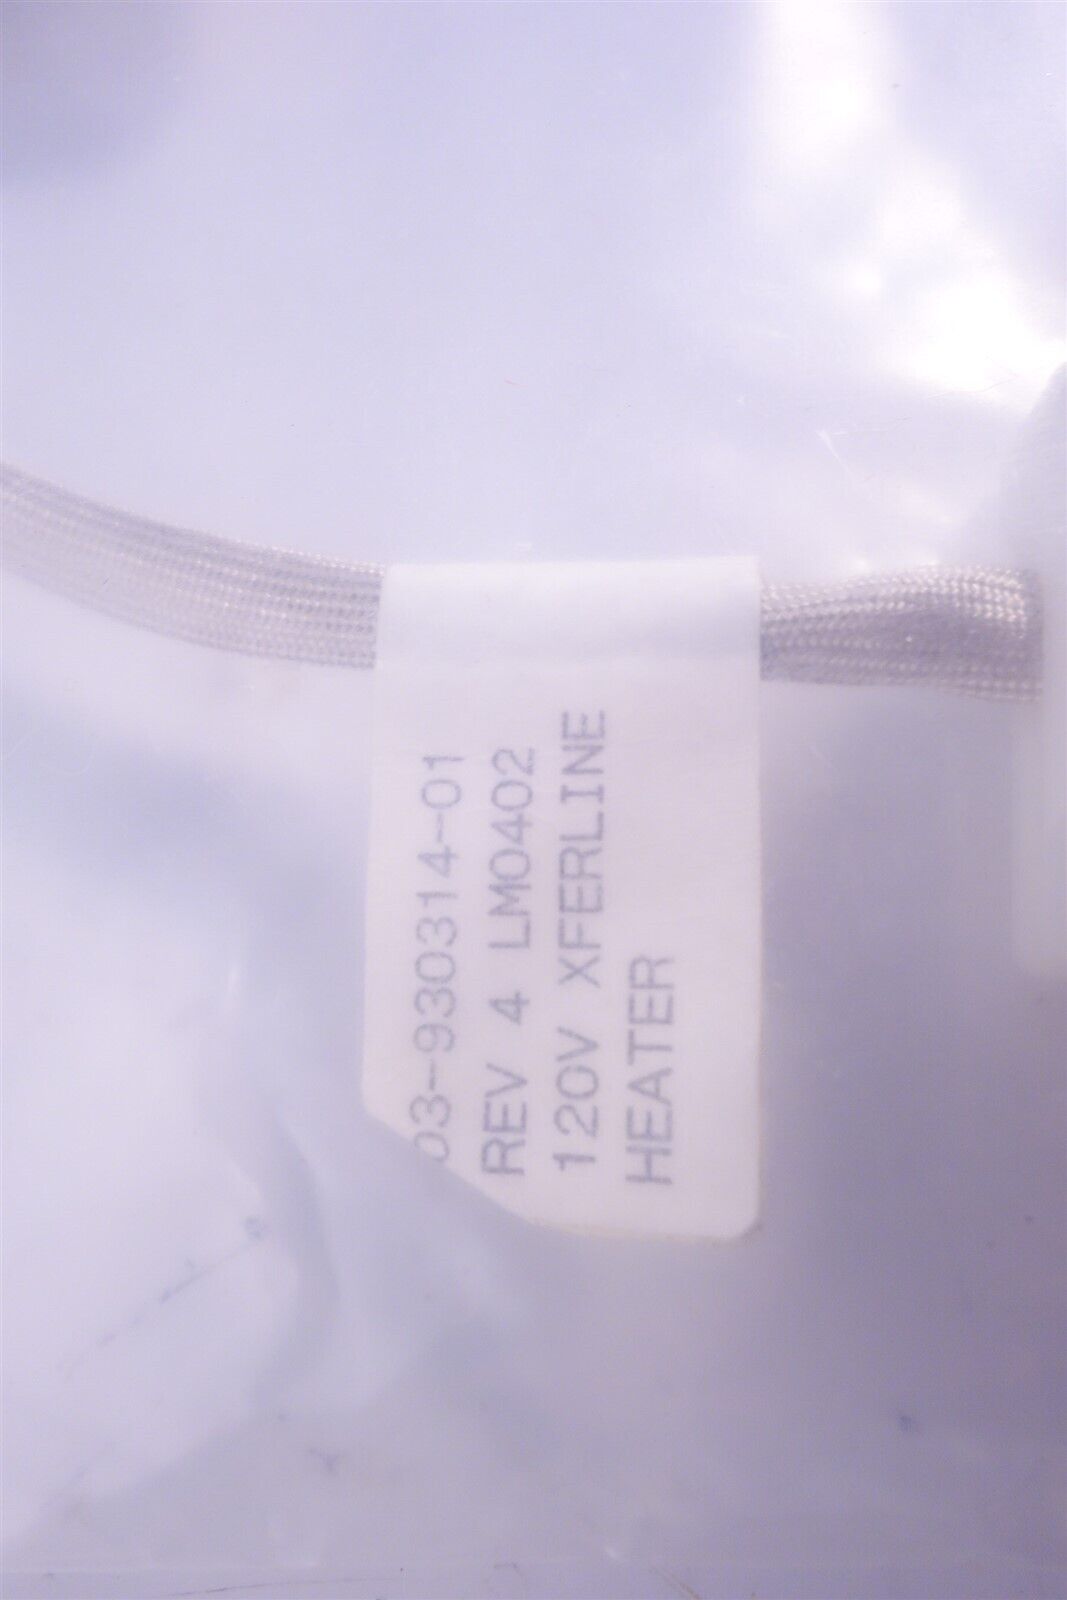 03-930314-01
REV 4 LM0402
120V XFERLINE
HEATER